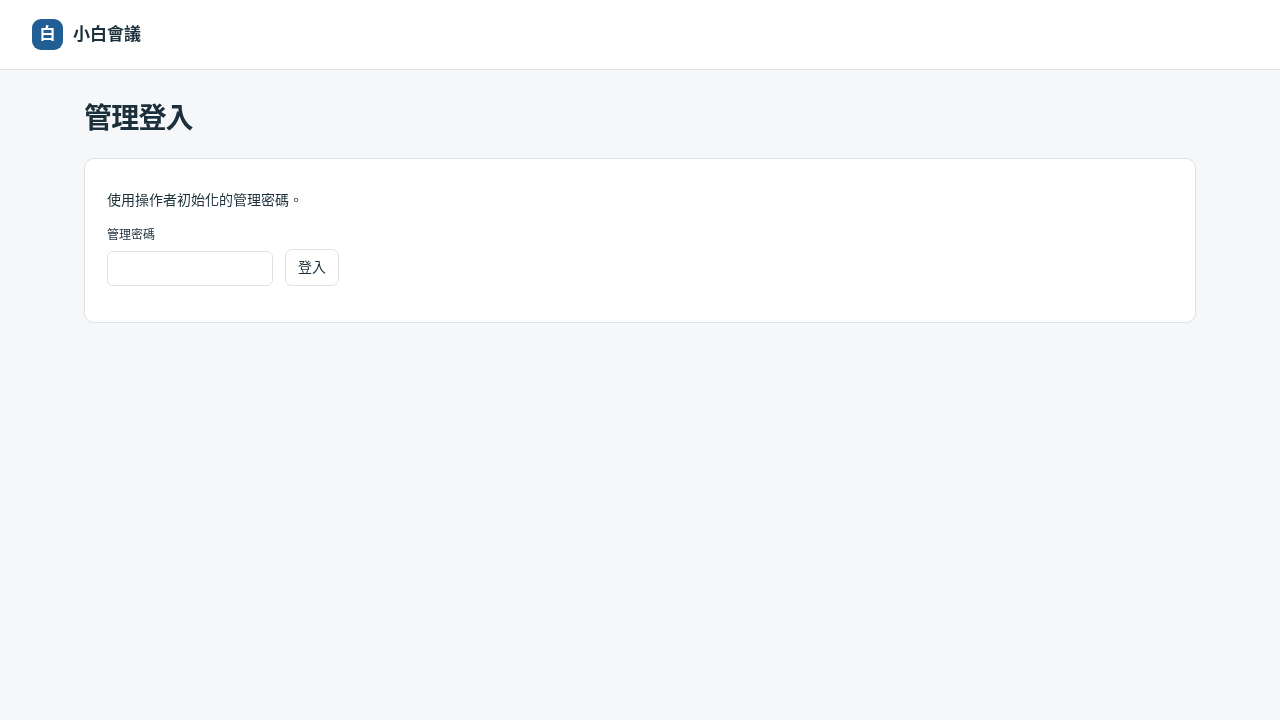 白 小白會議
管理登入
使用操作者初始化的管理密碼。
管理密碼
登入